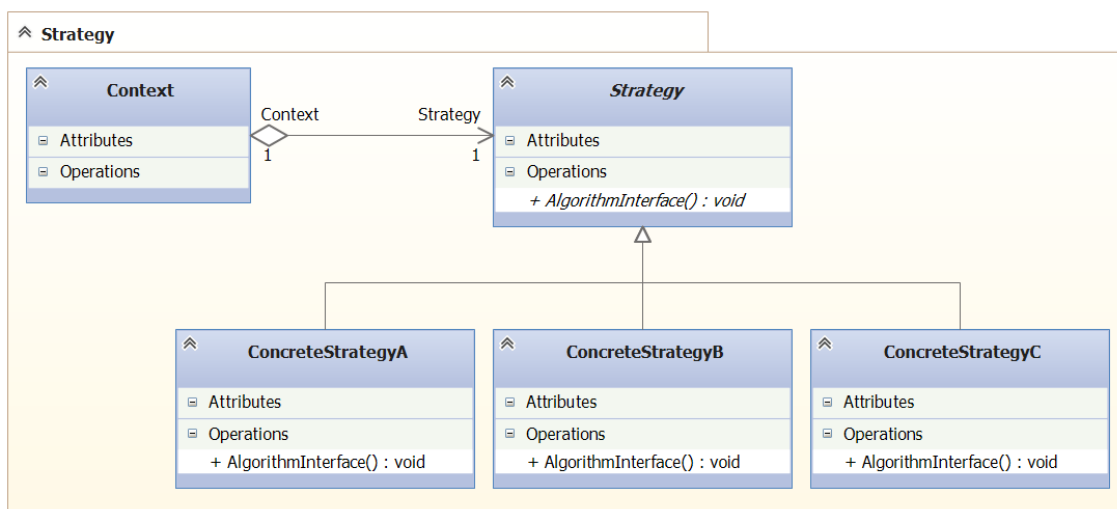 Strategy
Context
Attributes
Operations
Context
1
Strategy
1
Strategy
Attributes
Operations
+ AlgorithmInterface() : void
ConcreteStrategyA
Attributes
Operations
+ AlgorithmInterface() : void
ConcreteStrategyB
Attributes
Operations
+ AlgorithmInterface() : void
ConcreteStrategyC
Attributes
Operations
+ AlgorithmInterface() : void